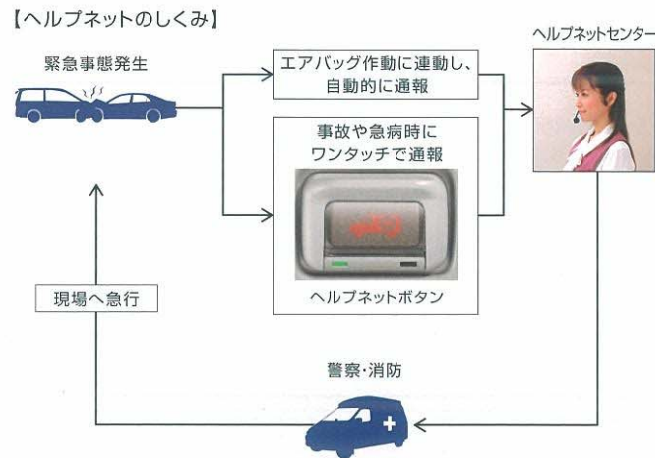 【ヘルプネットのしくみ】
ヘルプネットセンター
緊急事態発生
エアバッグ作動に連動し、
自動的に通報
事故や急病時に
ワンタッチで通報
ヘルプネットボタン
現場へ急行
警察・消防